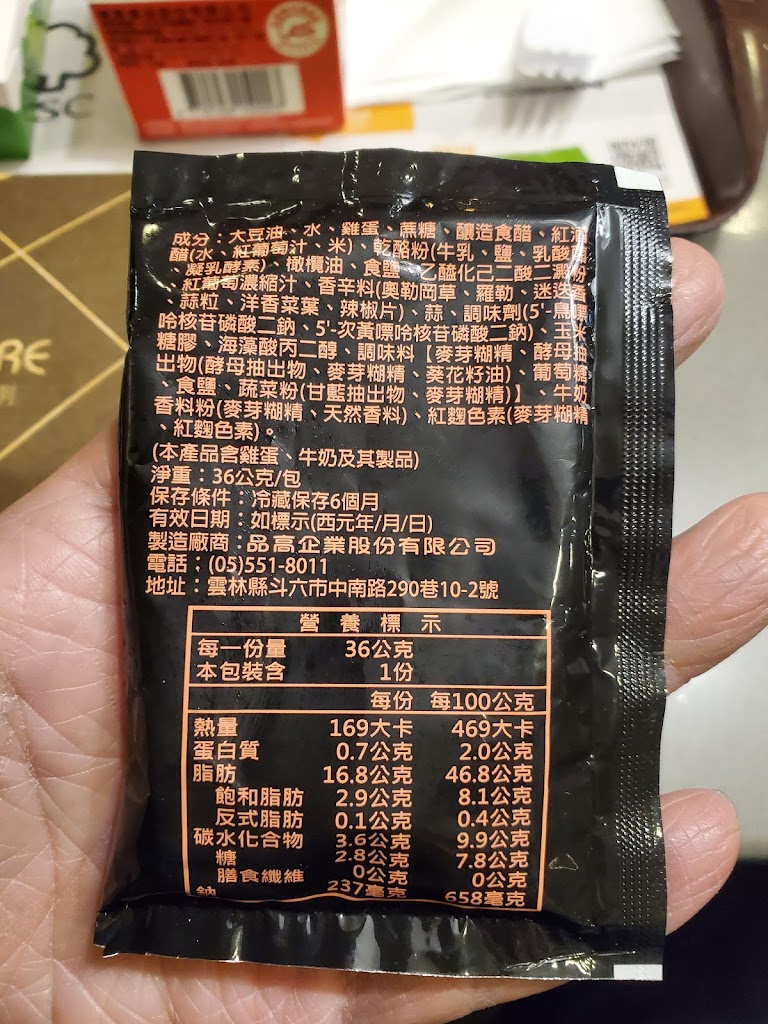 SC
RE
列
成分：大豆油、水、雞蛋、蔗糖、釀造食醋、紅酒
醋(水、紅葡萄汁、米)、乾酪粉(牛乳、鹽、乳酸菌
、凝乳酵素)、橄欖油、食鹽、乙醯化己二酸二澱粉
、紅葡萄濃縮汁、香辛料(奧勒岡草、羅勒、迷迭香
、蒜粒、洋香菜葉、辣椒片)、蒜、調味劑(5'-鳥嘌
呤核苷磷酸二鈉、5'-次黃嘌呤核苷磷酸二鈉)、玉米
糖膠、海藻酸丙二醇、調味料【麥芽糊精、酵母抽
出物(酵母抽出物、麥芽糊精、葵花籽油)、葡萄糖
、食鹽、蔬菜粉(甘藍抽出物、麥芽糊精)】、牛奶
香料粉(麥芽糊精、天然香料)、紅麴色素(麥芽糊精
、紅麴色素)。
(本產品含雞蛋、牛奶及其製品)
淨重：36公克/包
保存條件：冷藏保存6個月
有效日期：如標示(西元年/月/日)
製造廠商：品高企業股份有限公司
電話：(05)551-8011
地址：雲林縣斗六市中南路290巷10-2號
營養標示
每一份量 36公克
本包裝含 1份
每份 每100公克
熱量 169大卡 469大卡
蛋白質 0.7公克 2.0公克
脂肪 16.8公克 46.8公克
飽和脂肪 2.9公克 8.1公克
反式脂肪 0.1公克 0.4公克
碳水化合物 3.6公克 9.9公克
糖 2.8公克 7.8公克
膳食纖維 0公克 0公克
鈉 237毫克 658毫克